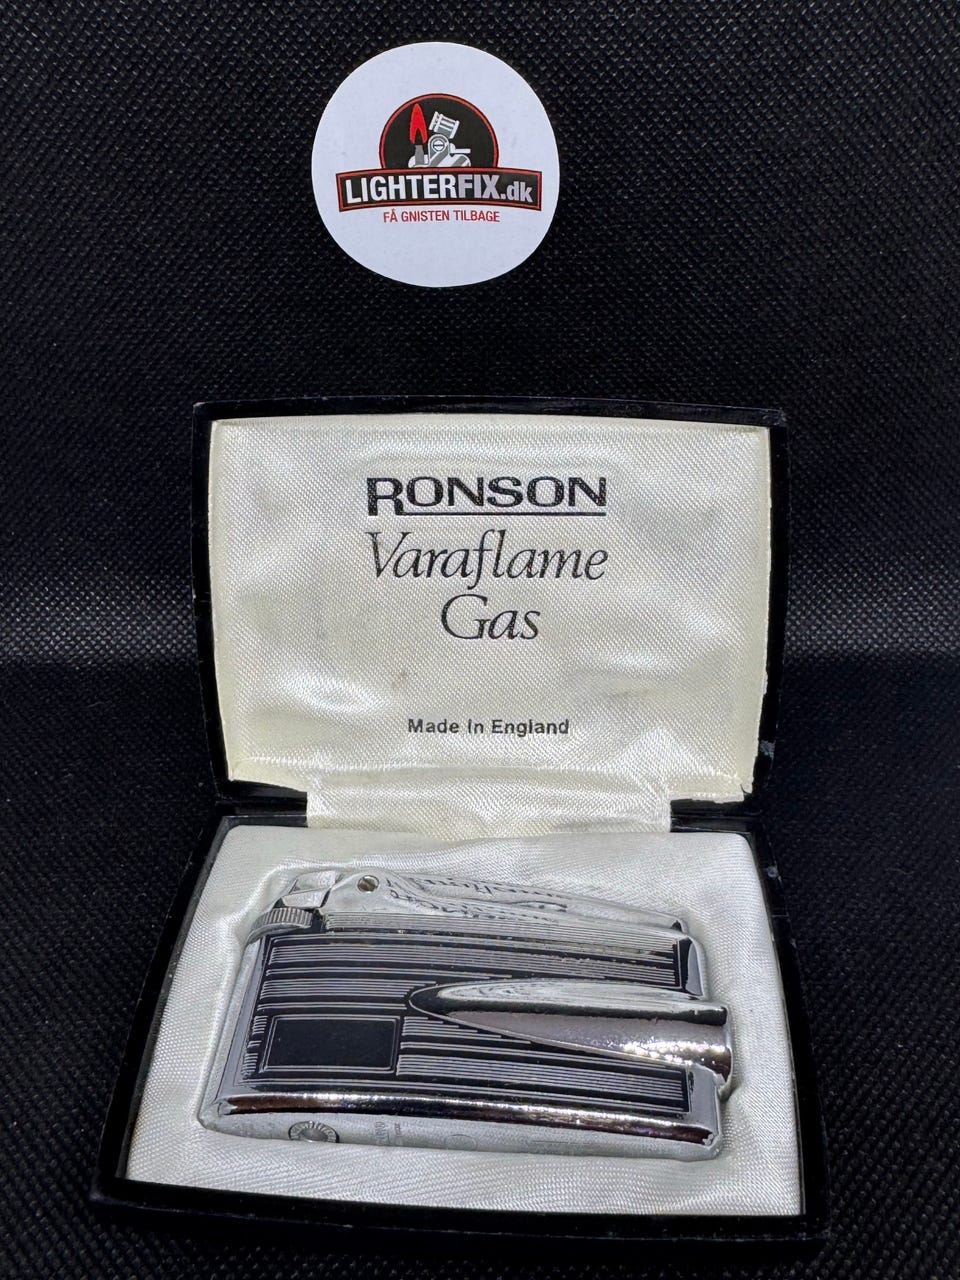 LIGHTERFIX.dk
FÅ GNISTEN TILBAGE
RONSON
Varaflame
Gas
Made In England